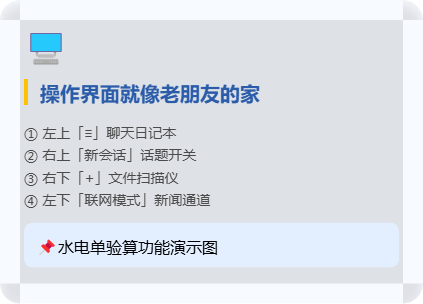 操作界面就像老朋友的家
① 左上「≡」聊天日记本
② 右上「新会话」话题开关
③ 右下「+」文件扫描仪
④ 左下「联网模式」新闻通道
📌水电单验算功能演示图